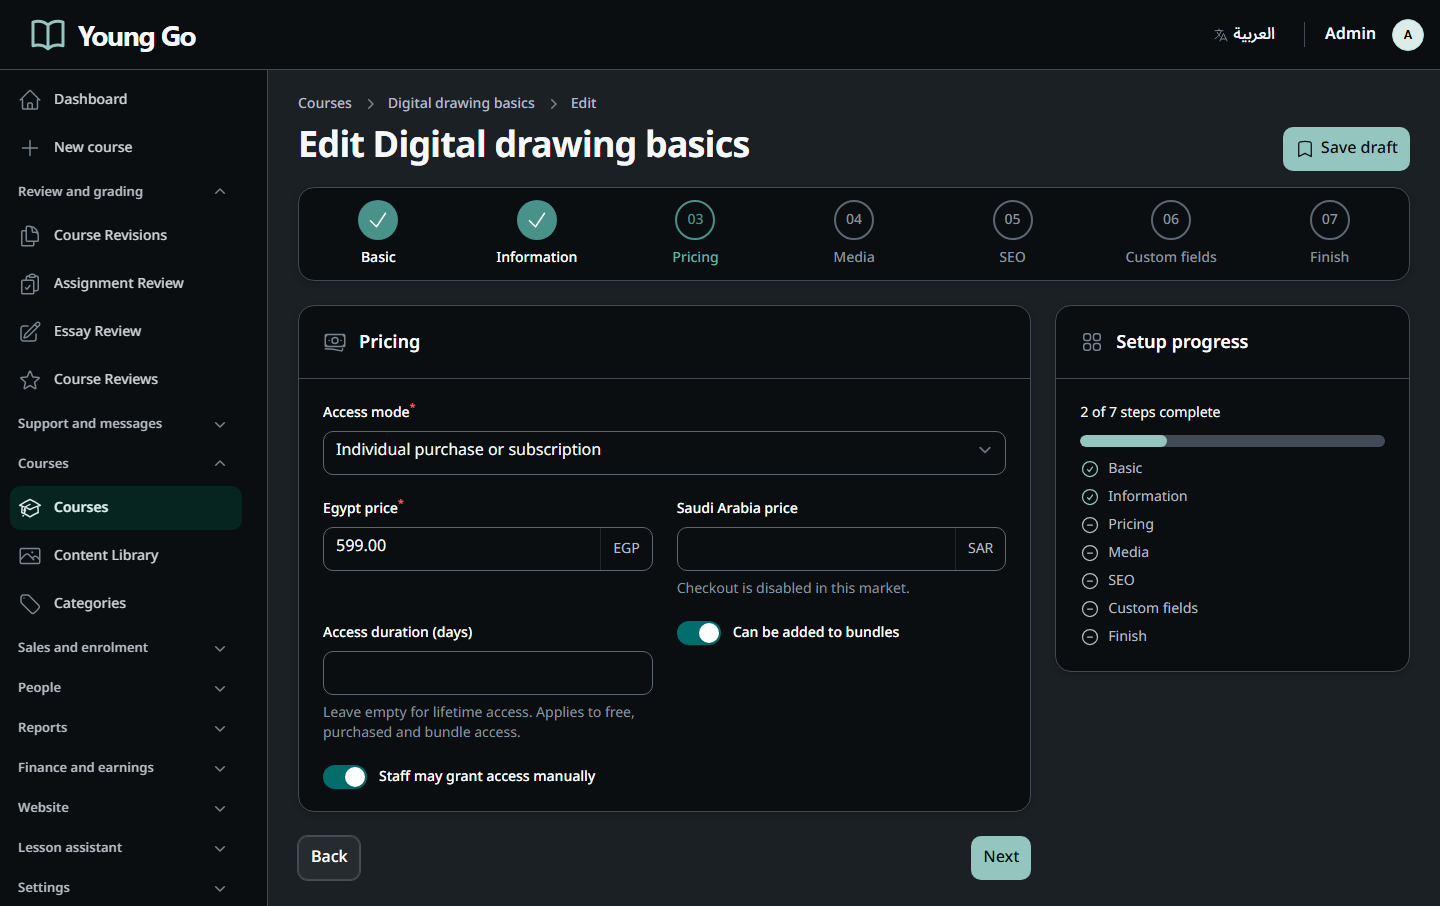 Young Go
العربية
Admin
A
Dashboard
New course
Review and grading
Course Revisions
Assignment Review
Essay Review
Course Reviews
Support and messages
Courses
Courses
Content Library
Categories
Sales and enrolment
People
Reports
Finance and earnings
Website
Lesson assistant
Settings
Courses > Digital drawing basics > Edit
Edit Digital drawing basics
Save draft
Basic
Information
03
Pricing
04
Media
05
SEO
06
Custom fields
07
Finish
Pricing
Access mode*
Individual purchase or subscription
Egypt price*
599.00 EGP
Saudi Arabia price
SAR
Checkout is disabled in this market.
Access duration (days)
Leave empty for lifetime access. Applies to free,
purchased and bundle access.
Can be added to bundles
Staff may grant access manually
Back
Next
Setup progress
2 of 7 steps complete
Basic
Information
Pricing
Media
SEO
Custom fields
Finish